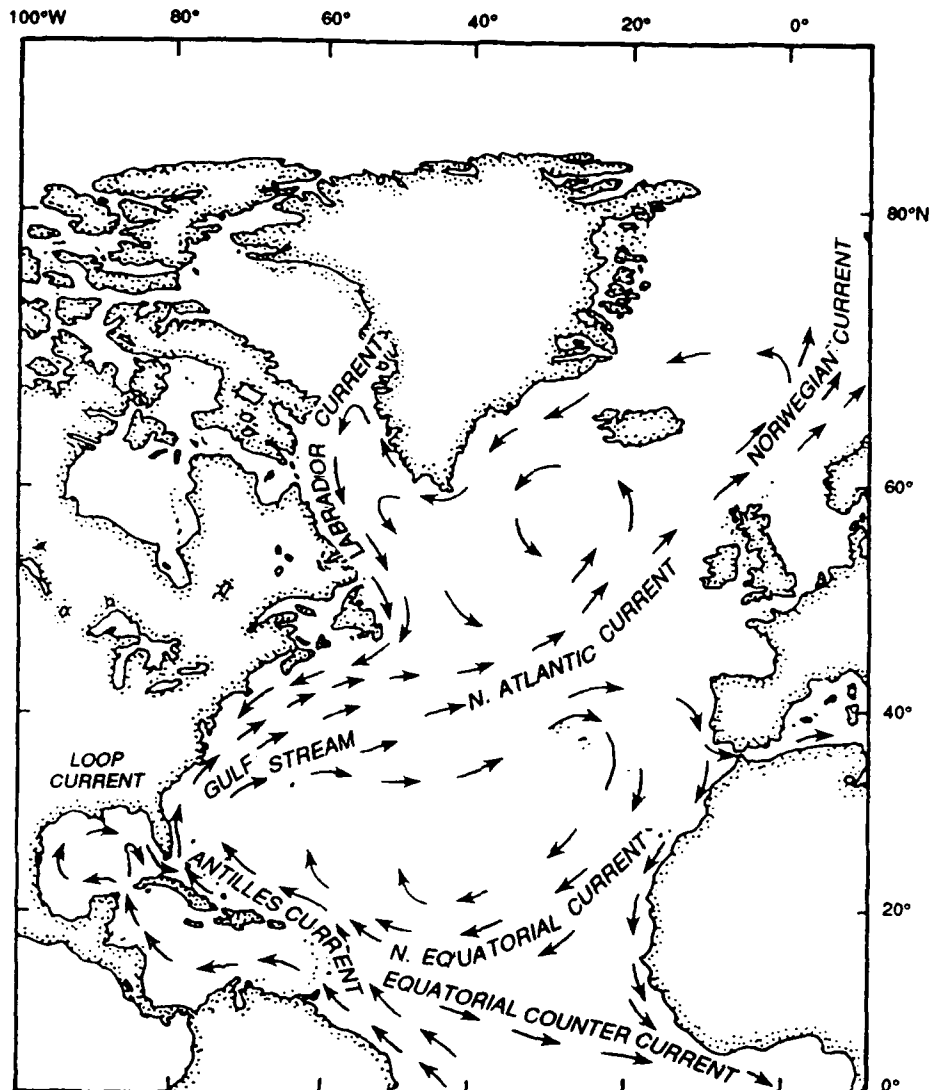 100°W 80° 60° 40° 20° 0°
80°N
NORWEGIAN CURRENT
LABRADOR CURRENT
60°
N. ATLANTIC CURRENT
40°
GULF STREAM
LOOP
CURRENT
ANTILLES CURRENT
N. EQUATORIAL CURRENT
20°
EQUATORIAL COUNTER CURRENT
0°